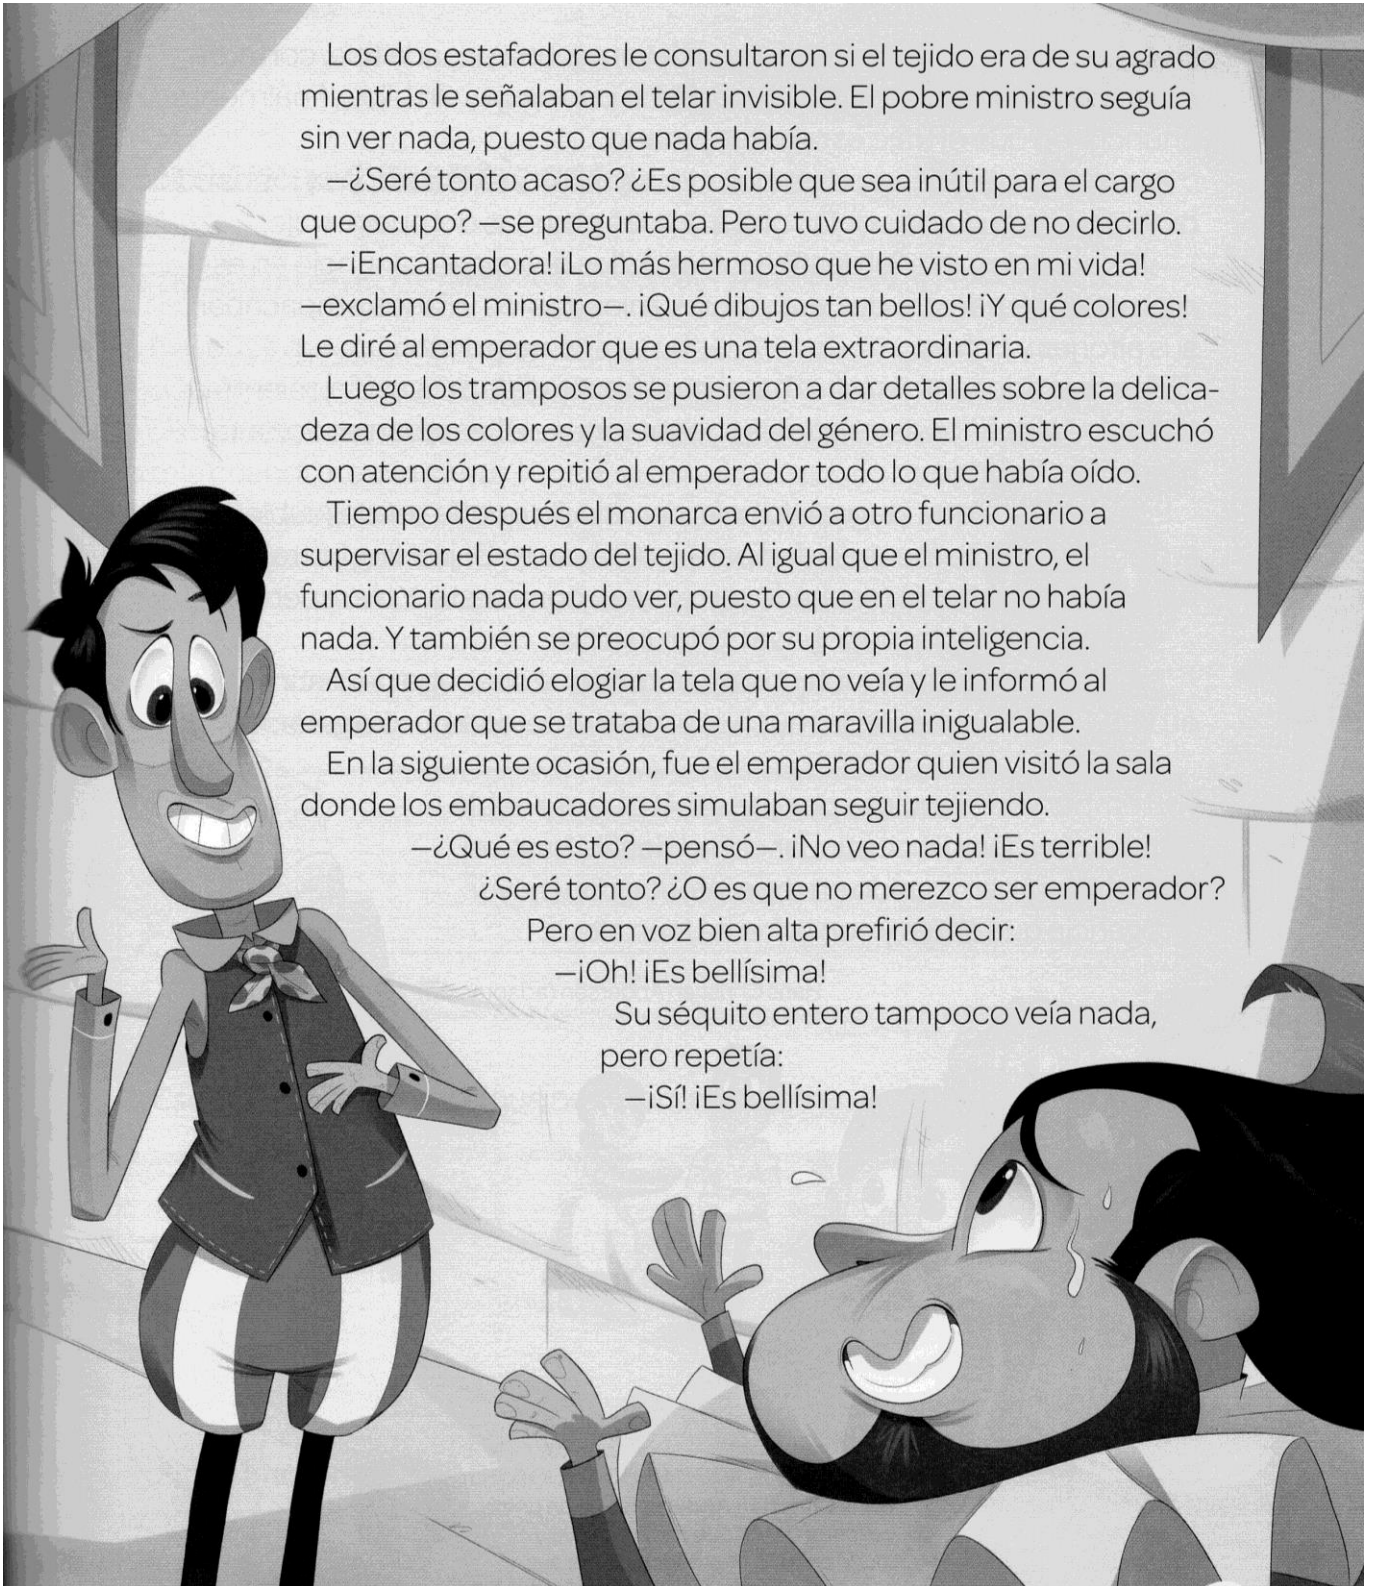 Los dos estafadores le consultaron si el tejido era de su agrado
mientras le señalaban el telar invisible. El pobre ministro seguía
sin ver nada, puesto que nada había.
—¿Seré tonto acaso? ¿Es posible que sea inútil para el cargo
que ocupo? —se preguntaba. Pero tuvo cuidado de no decirlo.
—¡Encantadora! ¡Lo más hermoso que he visto en mi vida!
—exclamó el ministro—. ¡Qué dibujos tan bellos! ¡Y qué colores!
Le diré al emperador que es una tela extraordinaria.
Luego los tramposos se pusieron a dar detalles sobre la delica-
deza de los colores y la suavidad del género. El ministro escuchó
con atención y repitió al emperador todo lo que había oído.
Tiempo después el monarca envió a otro funcionario a
supervisar el estado del tejido. Al igual que el ministro, el
funcionario nada pudo ver, puesto que en el telar no había
nada. Y también se preocupó por su propia inteligencia.
Así que decidió elogiar la tela que no veía y le informó al
emperador que se trataba de una maravilla inigualable.
En la siguiente ocasión, fue el emperador quien visitó la sala
donde los embaucadores simulaban seguir tejiendo.
—¿Qué es esto? —pensó—. ¡No veo nada! ¡Es terrible!
¿Seré tonto? ¿O es que no merezco ser emperador?
Pero en voz bien alta prefirió decir:
—¡Oh! ¡Es bellísima!
Su séquito entero tampoco veía nada,
pero repetía:
—¡Sí! ¡Es bellísima!